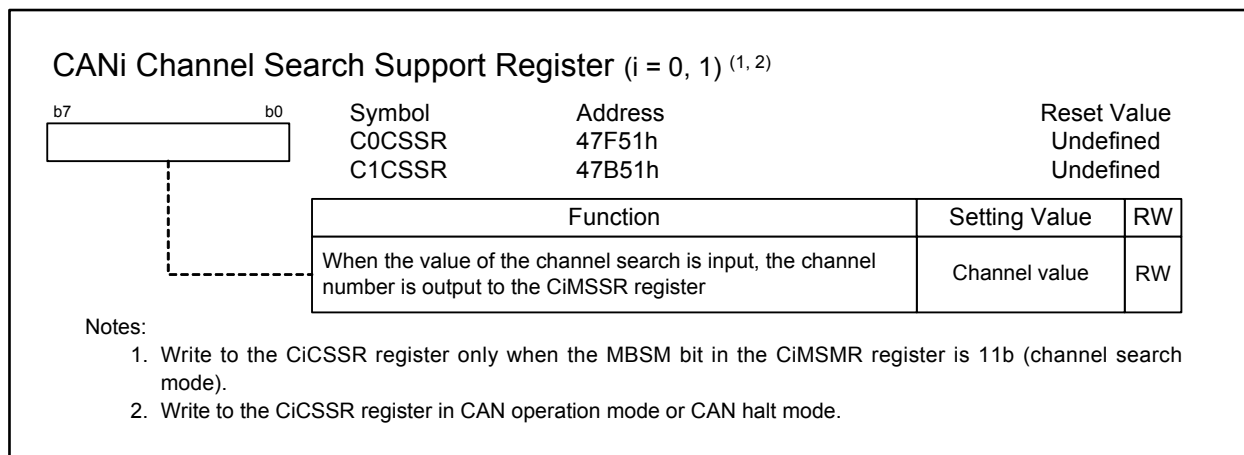 CANi Channel Search Support Register (i = 0, 1) (1, 2)
b7 b0
Symbol Address Reset Value
C0CSSR 47F51h Undefined
C1CSSR 47B51h Undefined
Function Setting Value RW
When the value of the channel search is input, the channel
number is output to the CiMSSR register
Channel value RW
Notes:
1. Write to the CiCSSR register only when the MBSM bit in the CiMSMR register is 11b (channel search
mode).
2. Write to the CiCSSR register in CAN operation mode or CAN halt mode.